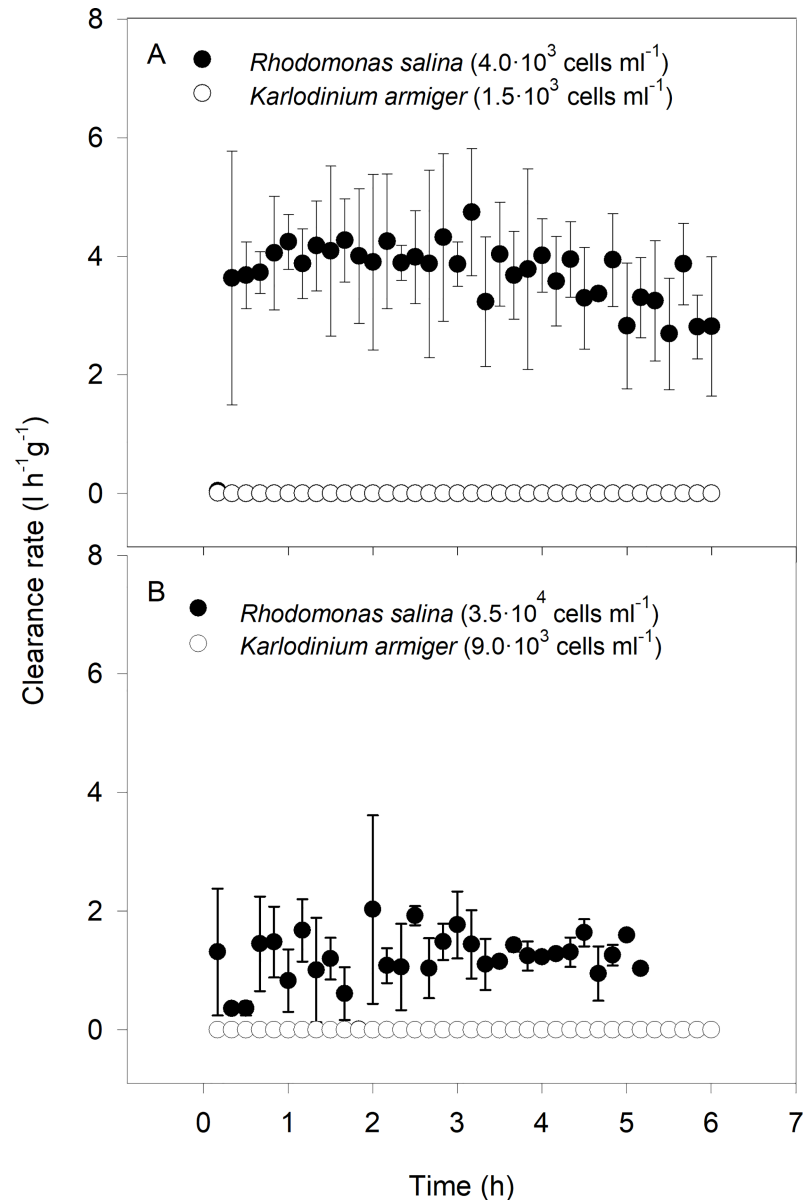 8
A
Rhodomonas salina (4.0·10³ cells ml⁻¹)
Karlodinium armiger (1.5·10³ cells ml⁻¹)
6
4
2
0
Clearance rate (l h⁻¹g⁻¹)
8
B
Rhodomonas salina (3.5·10⁴ cells ml⁻¹)
Karlodinium armiger (9.0·10³ cells ml⁻¹)
6
4
2
0
0 1 2 3 4 5 6 7
Time (h)